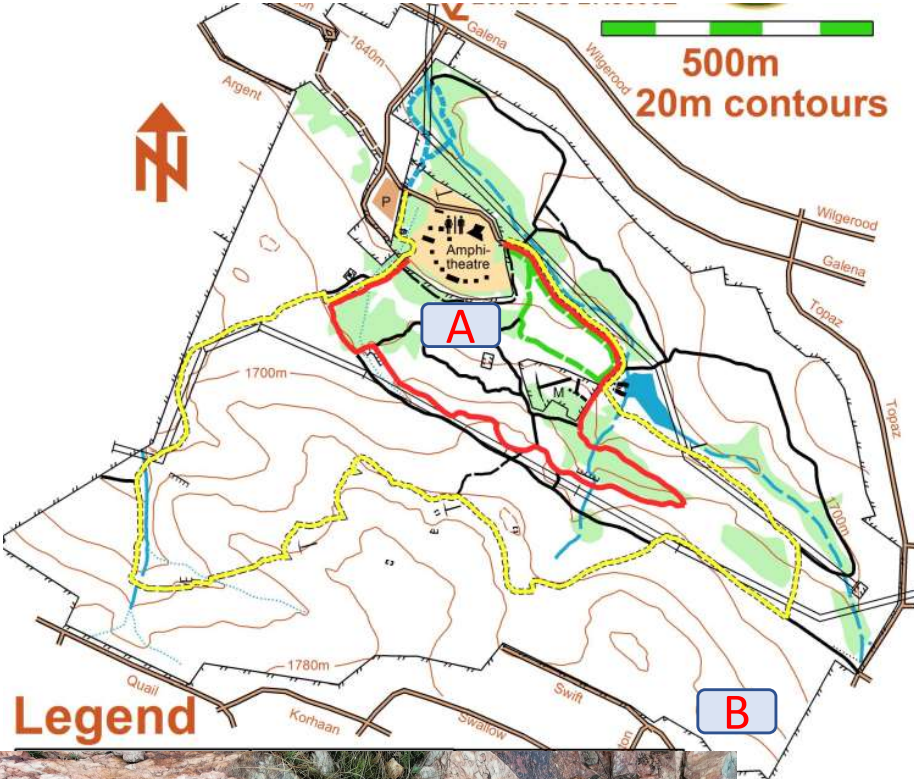 Galena
Wilgerood
500m
20m contours
1640m
Argent
N
P
Amphi-
theatre
Wilgerood
Galena
Topaz
A
1700m
M
Topaz
1700m
1780m
Quail
Swift
B
Legend
Korhaan
Swallow